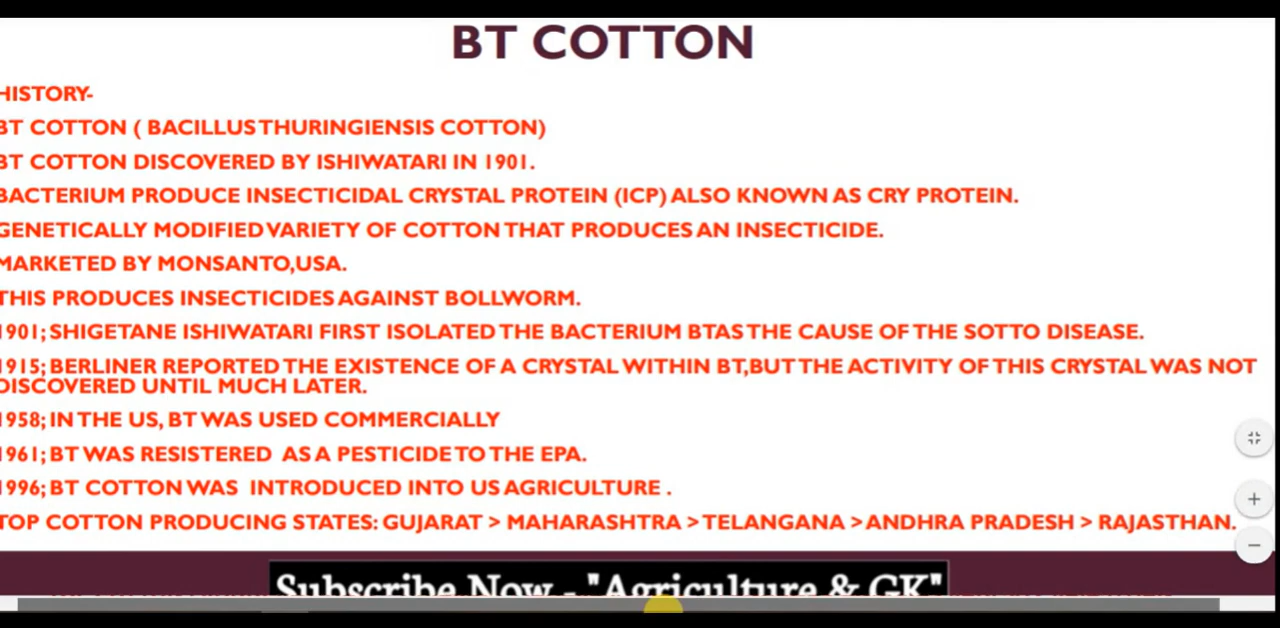 BT COTTON
HISTORY-
BT COTTON ( BACILLUS THURINGIENSIS COTTON)
BT COTTON DISCOVERED BY ISHIWATARI IN 1901.
BACTERIUM PRODUCE INSECTICIDAL CRYSTAL PROTEIN (ICP) ALSO KNOWN AS CRY PROTEIN.
GENETICALLY MODIFIED VARIETY OF COTTON THAT PRODUCES AN INSECTICIDE.
MARKETED BY MONSANTO,USA.
THIS PRODUCES INSECTICIDES AGAINST BOLLWORM.
1901; SHIGETANE ISHIWATARI FIRST ISOLATED THE BACTERIUM BTAS THE CAUSE OF THE SOTTO DISEASE.
1915; BERLINER REPORTED THE EXISTENCE OF A CRYSTAL WITHIN BT,BUT THE ACTIVITY OF THIS CRYSTAL WAS NOT
DISCOVERED UNTIL MUCH LATER.
1958; IN THE US, BT WAS USED COMMERCIALLY
1961; BT WAS RESISTERED AS A PESTICIDE TO THE EPA.
1996; BT COTTON WAS INTRODUCED INTO US AGRICULTURE .
TOP COTTON PRODUCING STATES: GUJARAT > MAHARASHTRA > TELANGANA > ANDHRA PRADESH > RAJASTHAN.
Subscribe Now - "Agriculture & GK"